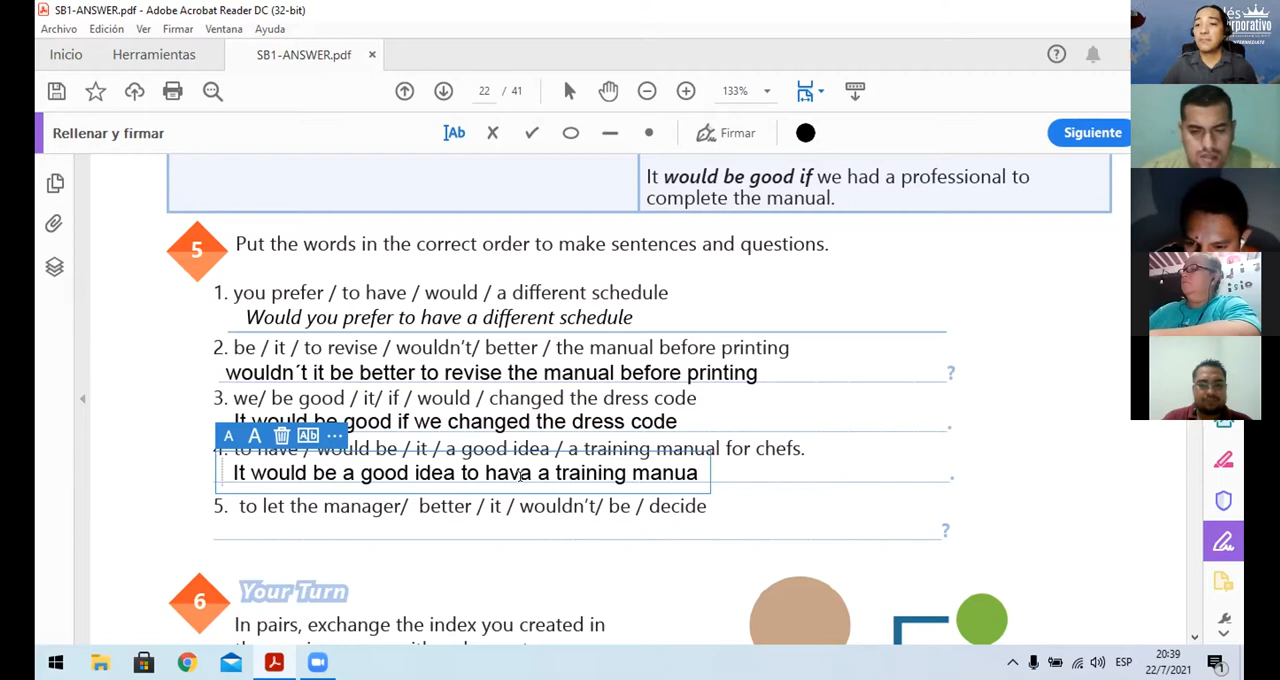 SB1-ANSWER.pdf - Adobe Acrobat Reader DC (32-bit)
Archivo Edición Ver Firmar Ventana Ayuda
Inicio Herramientas SB1-ANSWER.pdf ×
22 / 41 133%
Rellenar y firmar Ab Firmar Siguiente
It would be good if we had a professional to
complete the manual.
5 Put the words in the correct order to make sentences and questions.
1. you prefer / to have / would / a different schedule
Would you prefer to have a different schedule
2. be / it / to revise / wouldn't/ better / the manual before printing
wouldn´t it be better to revise the manual before printing ?
3. we/ be good / it/ if / would / changed the dress code
It would be good if we changed the dress code .
A A Ab ...
4. to have / would be / it / a good idea / a training manual for chefs.
It would be a good idea to hava a training manua .
5. to let the manager/ better / it / wouldn't/ be / decide
?
6 Your Turn
In pairs, exchange the index you created in
ESP
20:39
22/7/2021
1